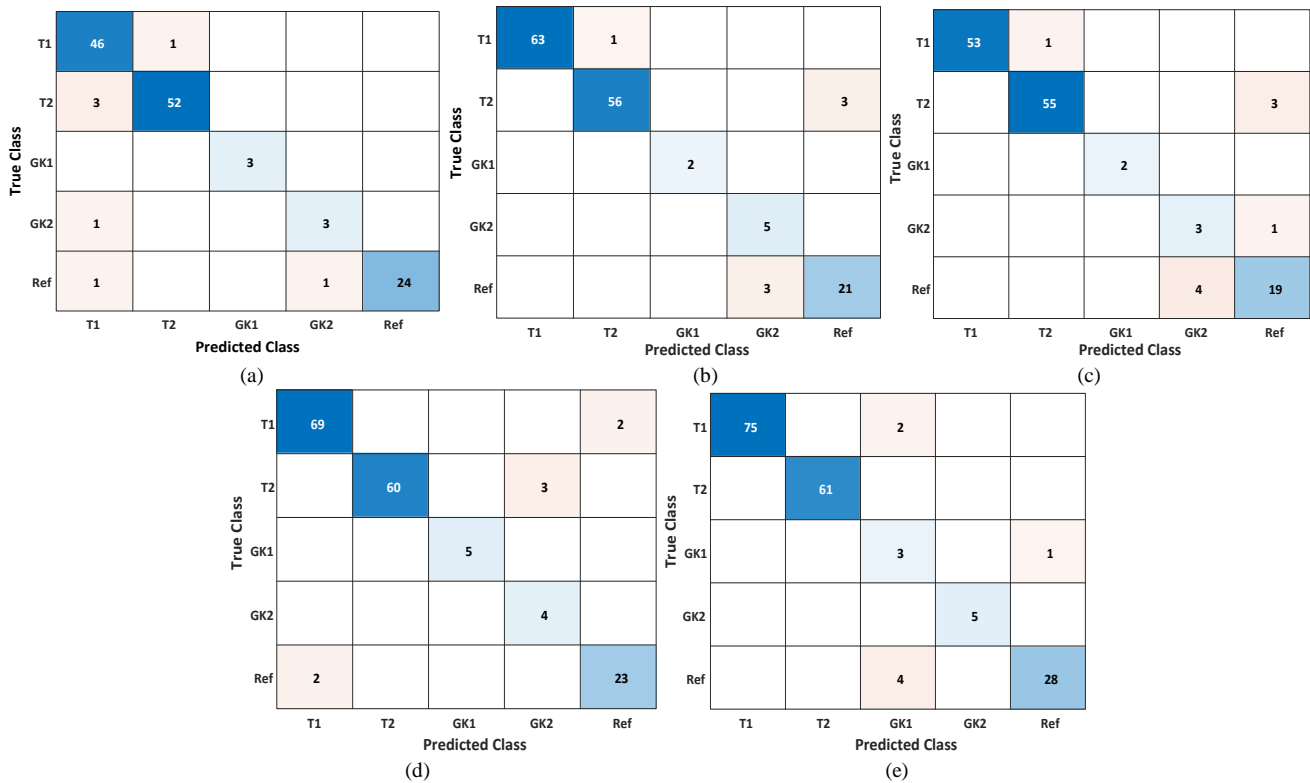 T1 46 1
T2 3 52
GK1 3
GK2 1 3
Ref 1 1 24
T1 T2 GK1 GK2 Ref
True Class
Predicted Class
(a)
T1 63 1
T2 56 3
GK1 2
GK2 5
Ref 3 21
T1 T2 GK1 GK2 Ref
True Class
Predicted Class
(b)
T1 53 1
T2 55 3
GK1 2
GK2 3 1
Ref 4 19
T1 T2 GK1 GK2 Ref
True Class
Predicted Class
(c)
T1 69 2
T2 60 3
GK1 5
GK2 4
Ref 2 23
T1 T2 GK1 GK2 Ref
True Class
Predicted Class
(d)
T1 75 2
T2 61
GK1 3 1
GK2 5
Ref 4 28
T1 T2 GK1 GK2 Ref
True Class
Predicted Class
(e)